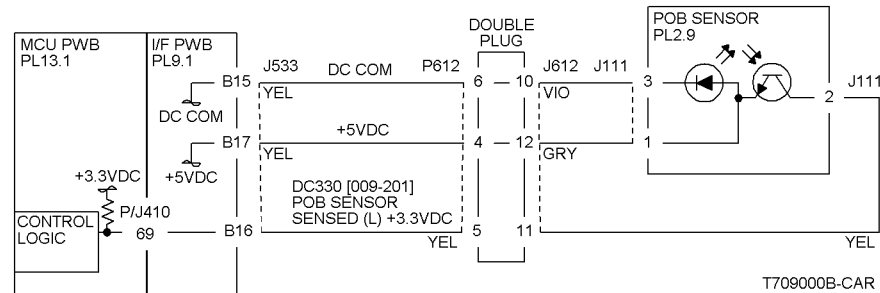 POB SENSOR
PL2.9
DOUBLE
PLUG
MCU PWB
PL13.1
I/F PWB
PL9.1
J533
DC COM
P612
J612
J111
B15
6
10
3
J111
YEL
VIO
2
DC COM
+5VDC
B17
4
12
1
YEL
GRY
+3.3VDC
+5VDC
DC330 [009-201]
POB SENSOR
SENSED (L) +3.3VDC
P/J410
CONTROL
LOGIC
69
B16
5
11
YEL
YEL
T709000B-CAR